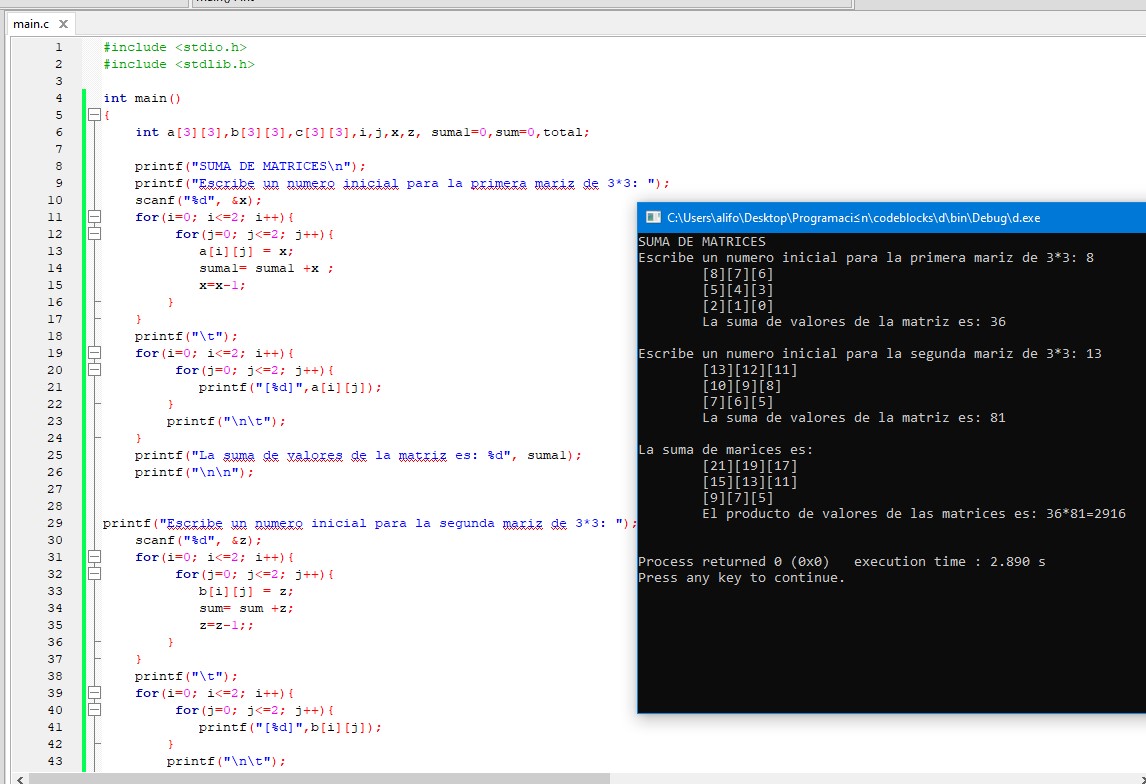 main.c
1 #include <stdio.h>
2 #include <stdlib.h>
3
4 int main()
5 {
6 int a[3][3],b[3][3],c[3][3],i,j,x,z, suma1=0,sum=0,total;
7
8 printf("SUMA DE MATRICES\n");
9 printf("Escribe un numero inicial para la primera mariz de 3*3: ");
10 scanf("%d", &x);
11 for(i=0; i<=2; i++){
12 for(j=0; j<=2; j++){
13 a[i][j] = x;
14 suma1= suma1 +x ;
15 x=x-1;
16 }
17 }
18 printf("\t");
19 for(i=0; i<=2; i++){
20 for(j=0; j<=2; j++){
21 printf("[%d]",a[i][j]);
22 }
23 printf("\n\t");
24 }
25 printf("La suma de valores de la matriz es: %d", suma1);
26 printf("\n\n");
27
28
29 printf("Escribe un numero inicial para la segunda mariz de 3*3: ");
30 scanf("%d", &z);
31 for(i=0; i<=2; i++){
32 for(j=0; j<=2; j++){
33 b[i][j] = z;
34 sum= sum +z;
35 z=z-1;;
36 }
37 }
38 printf("\t");
39 for(i=0; i<=2; i++){
40 for(j=0; j<=2; j++){
41 printf("[%d]",b[i][j]);
42 }
43 printf("\n\t");
C:\Users\alifo\Desktop\Programaci≤n\codeblocks\d\bin\Debug\d.exe
SUMA DE MATRICES
Escribe un numero inicial para la primera mariz de 3*3: 8
[8][7][6]
[5][4][3]
[2][1][0]
La suma de valores de la matriz es: 36
Escribe un numero inicial para la segunda mariz de 3*3: 13
[13][12][11]
[10][9][8]
[7][6][5]
La suma de valores de la matriz es: 81
La suma de marices es:
[21][19][17]
[15][13][11]
[9][7][5]
El producto de valores de las matrices es: 36*81=2916
Process returned 0 (0x0)   execution time : 2.890 s
Press any key to continue.